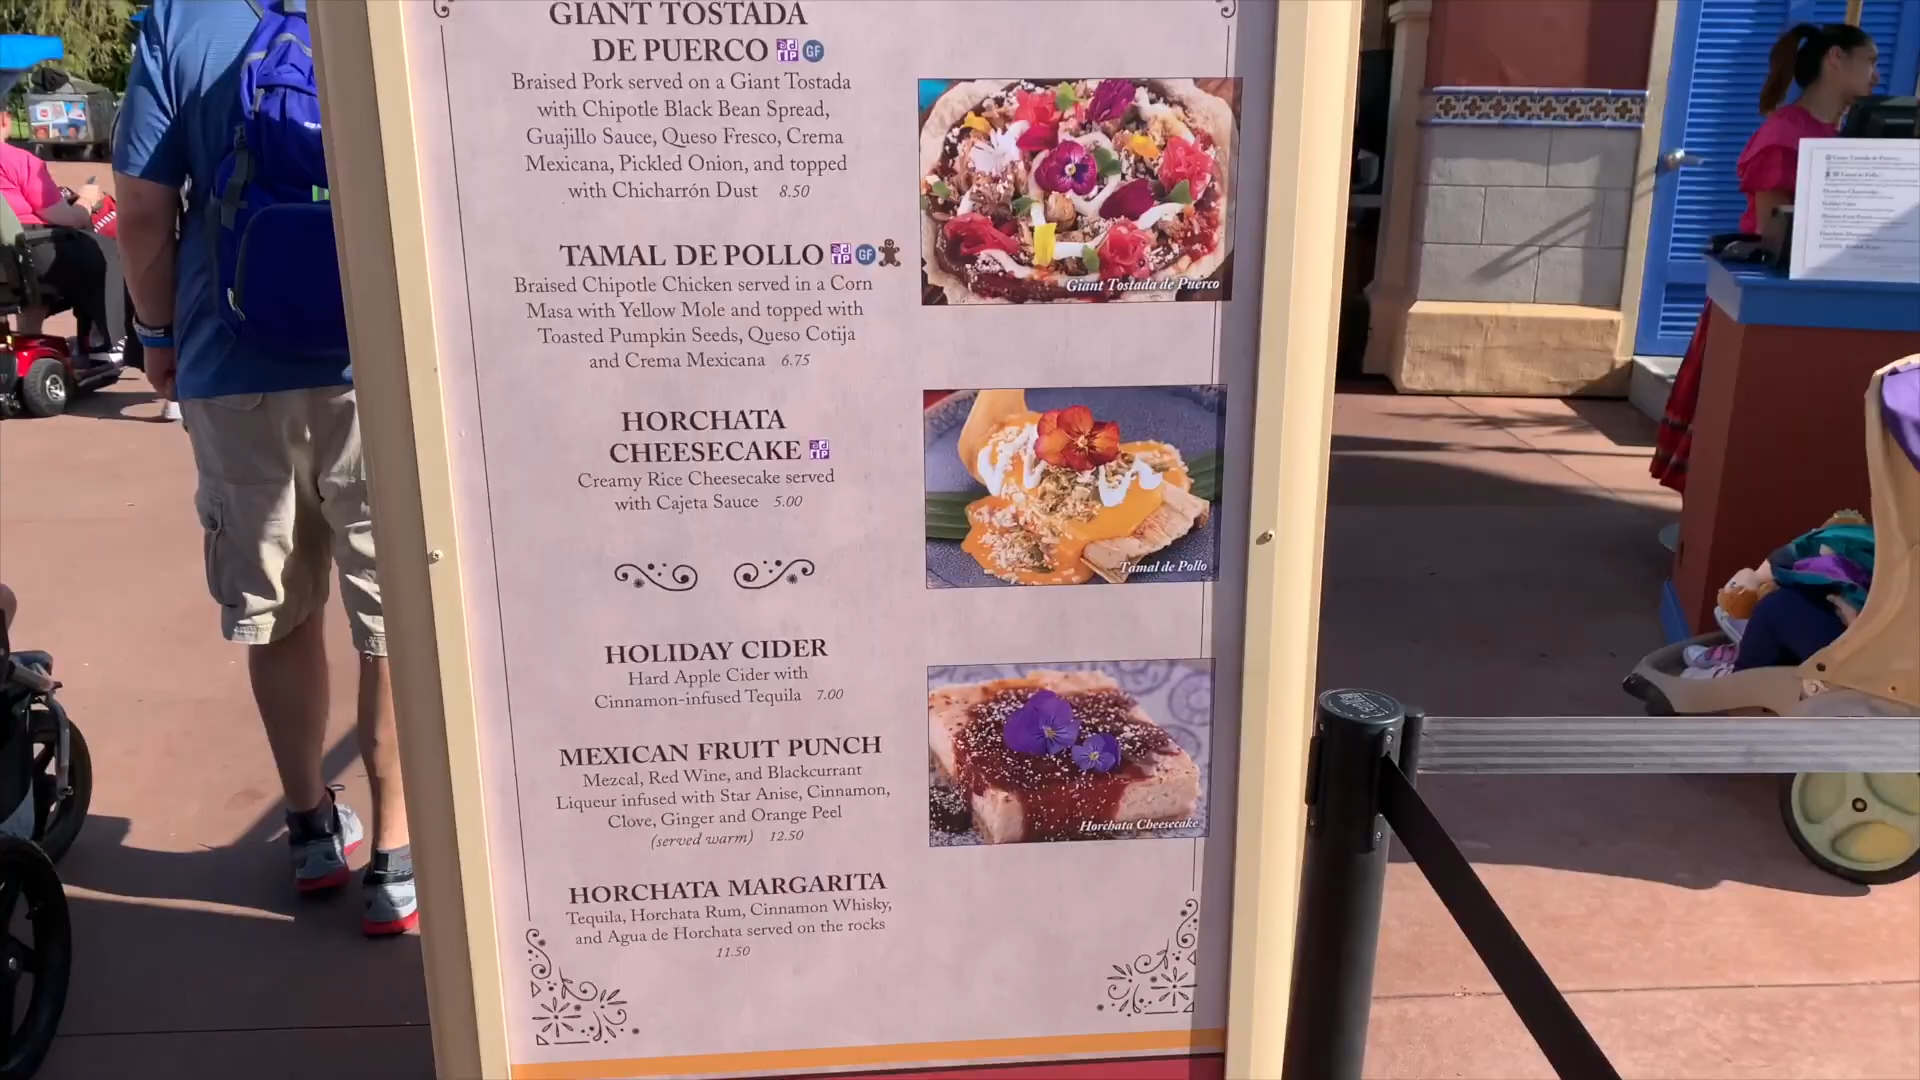 GIANT TOSTADA
DE PUERCO GF
Braised Pork served on a Giant Tostada
with Chipotle Black Bean Spread,
Guajillo Sauce, Queso Fresco, Crema
Mexicana, Pickled Onion, and topped
with Chicharrón Dust 8.50
Giant Tostada de Puerco
TAMAL DE POLLO GF
Braised Chipotle Chicken served in a Corn
Masa with Yellow Mole and topped with
Toasted Pumpkin Seeds, Queso Cotija
and Crema Mexicana 6.75
HORCHATA
CHEESECAKE
Creamy Rice Cheesecake served
with Cajeta Sauce 5.00
Tamal de Pollo
HOLIDAY CIDER
Hard Apple Cider with
Cinnamon-infused Tequila 7.00
MEXICAN FRUIT PUNCH
Mezcal, Red Wine, and Blackcurrant
Liqueur infused with Star Anise, Cinnamon,
Clove, Ginger and Orange Peel
(served warm) 12.50
Horchata Cheesecake
HORCHATA MARGARITA
Tequila, Horchata Rum, Cinnamon Whisky,
and Agua de Horchata served on the rocks
11.50